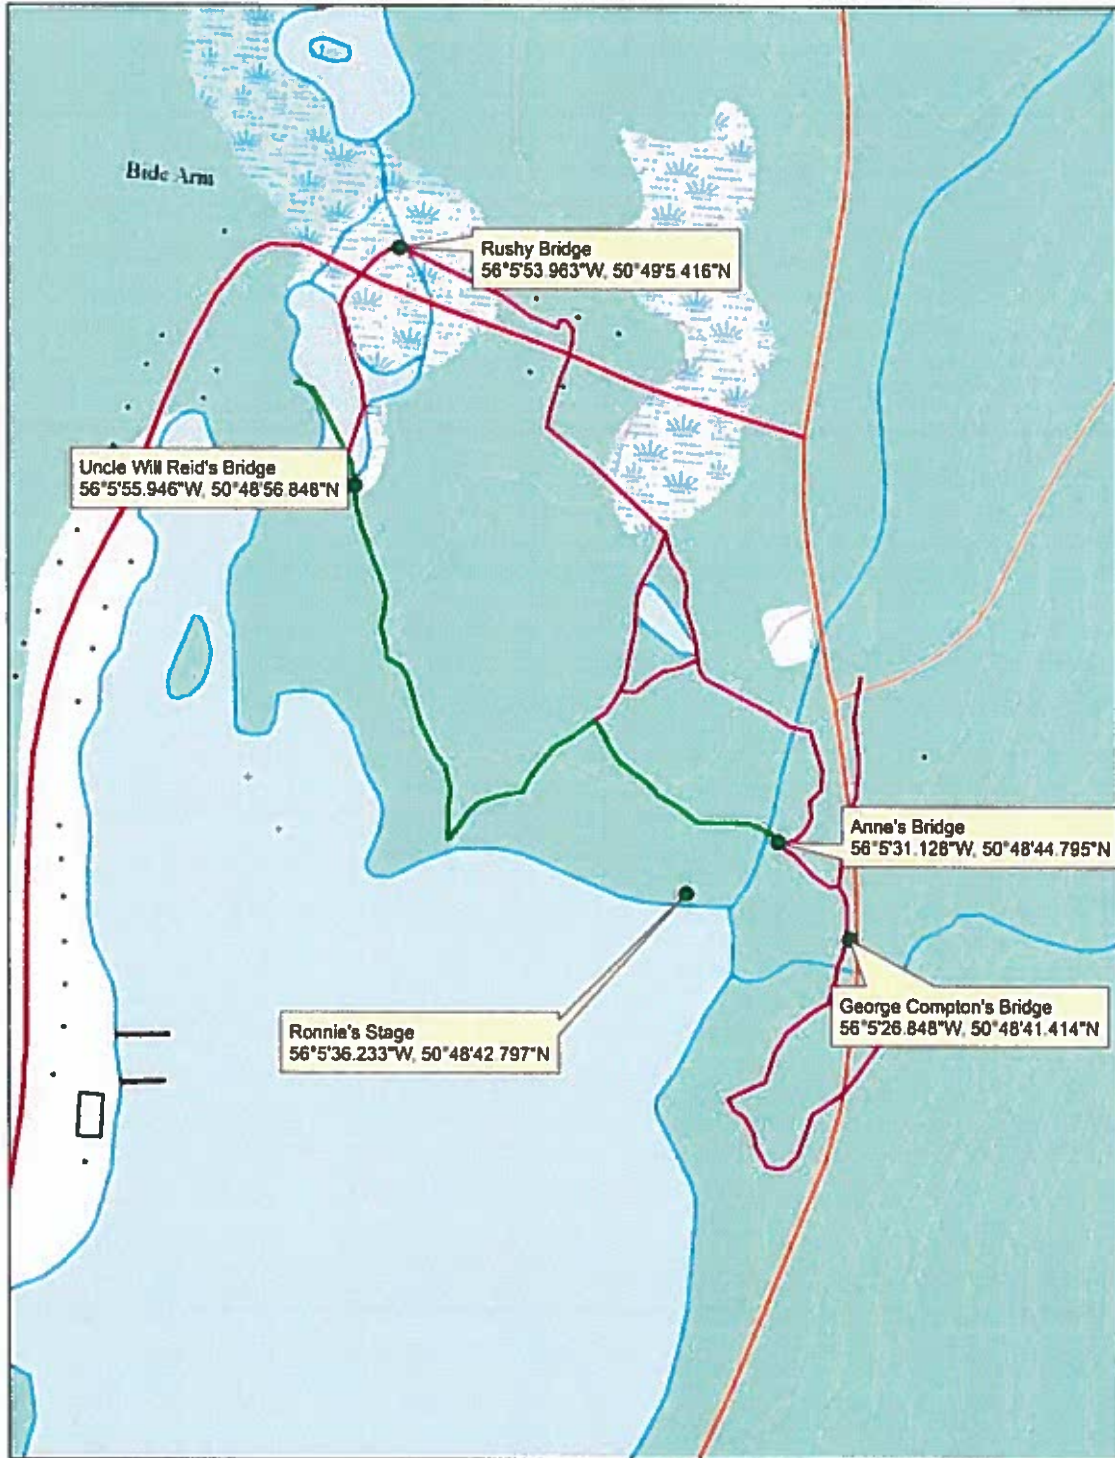 Bide Arm
Rushy Bridge
56°5'53.963"W, 50°49'5.416"N
Uncle Will Reid's Bridge
56°5'55.946"W, 50°48'56.848"N
Anne's Bridge
56°5'31.128"W, 50°48'44.795"N
George Compton's Bridge
56°5'26.848"W, 50°48'41.414"N
Ronnie's Stage
56°5'36.233"W, 50°48'42.797"N